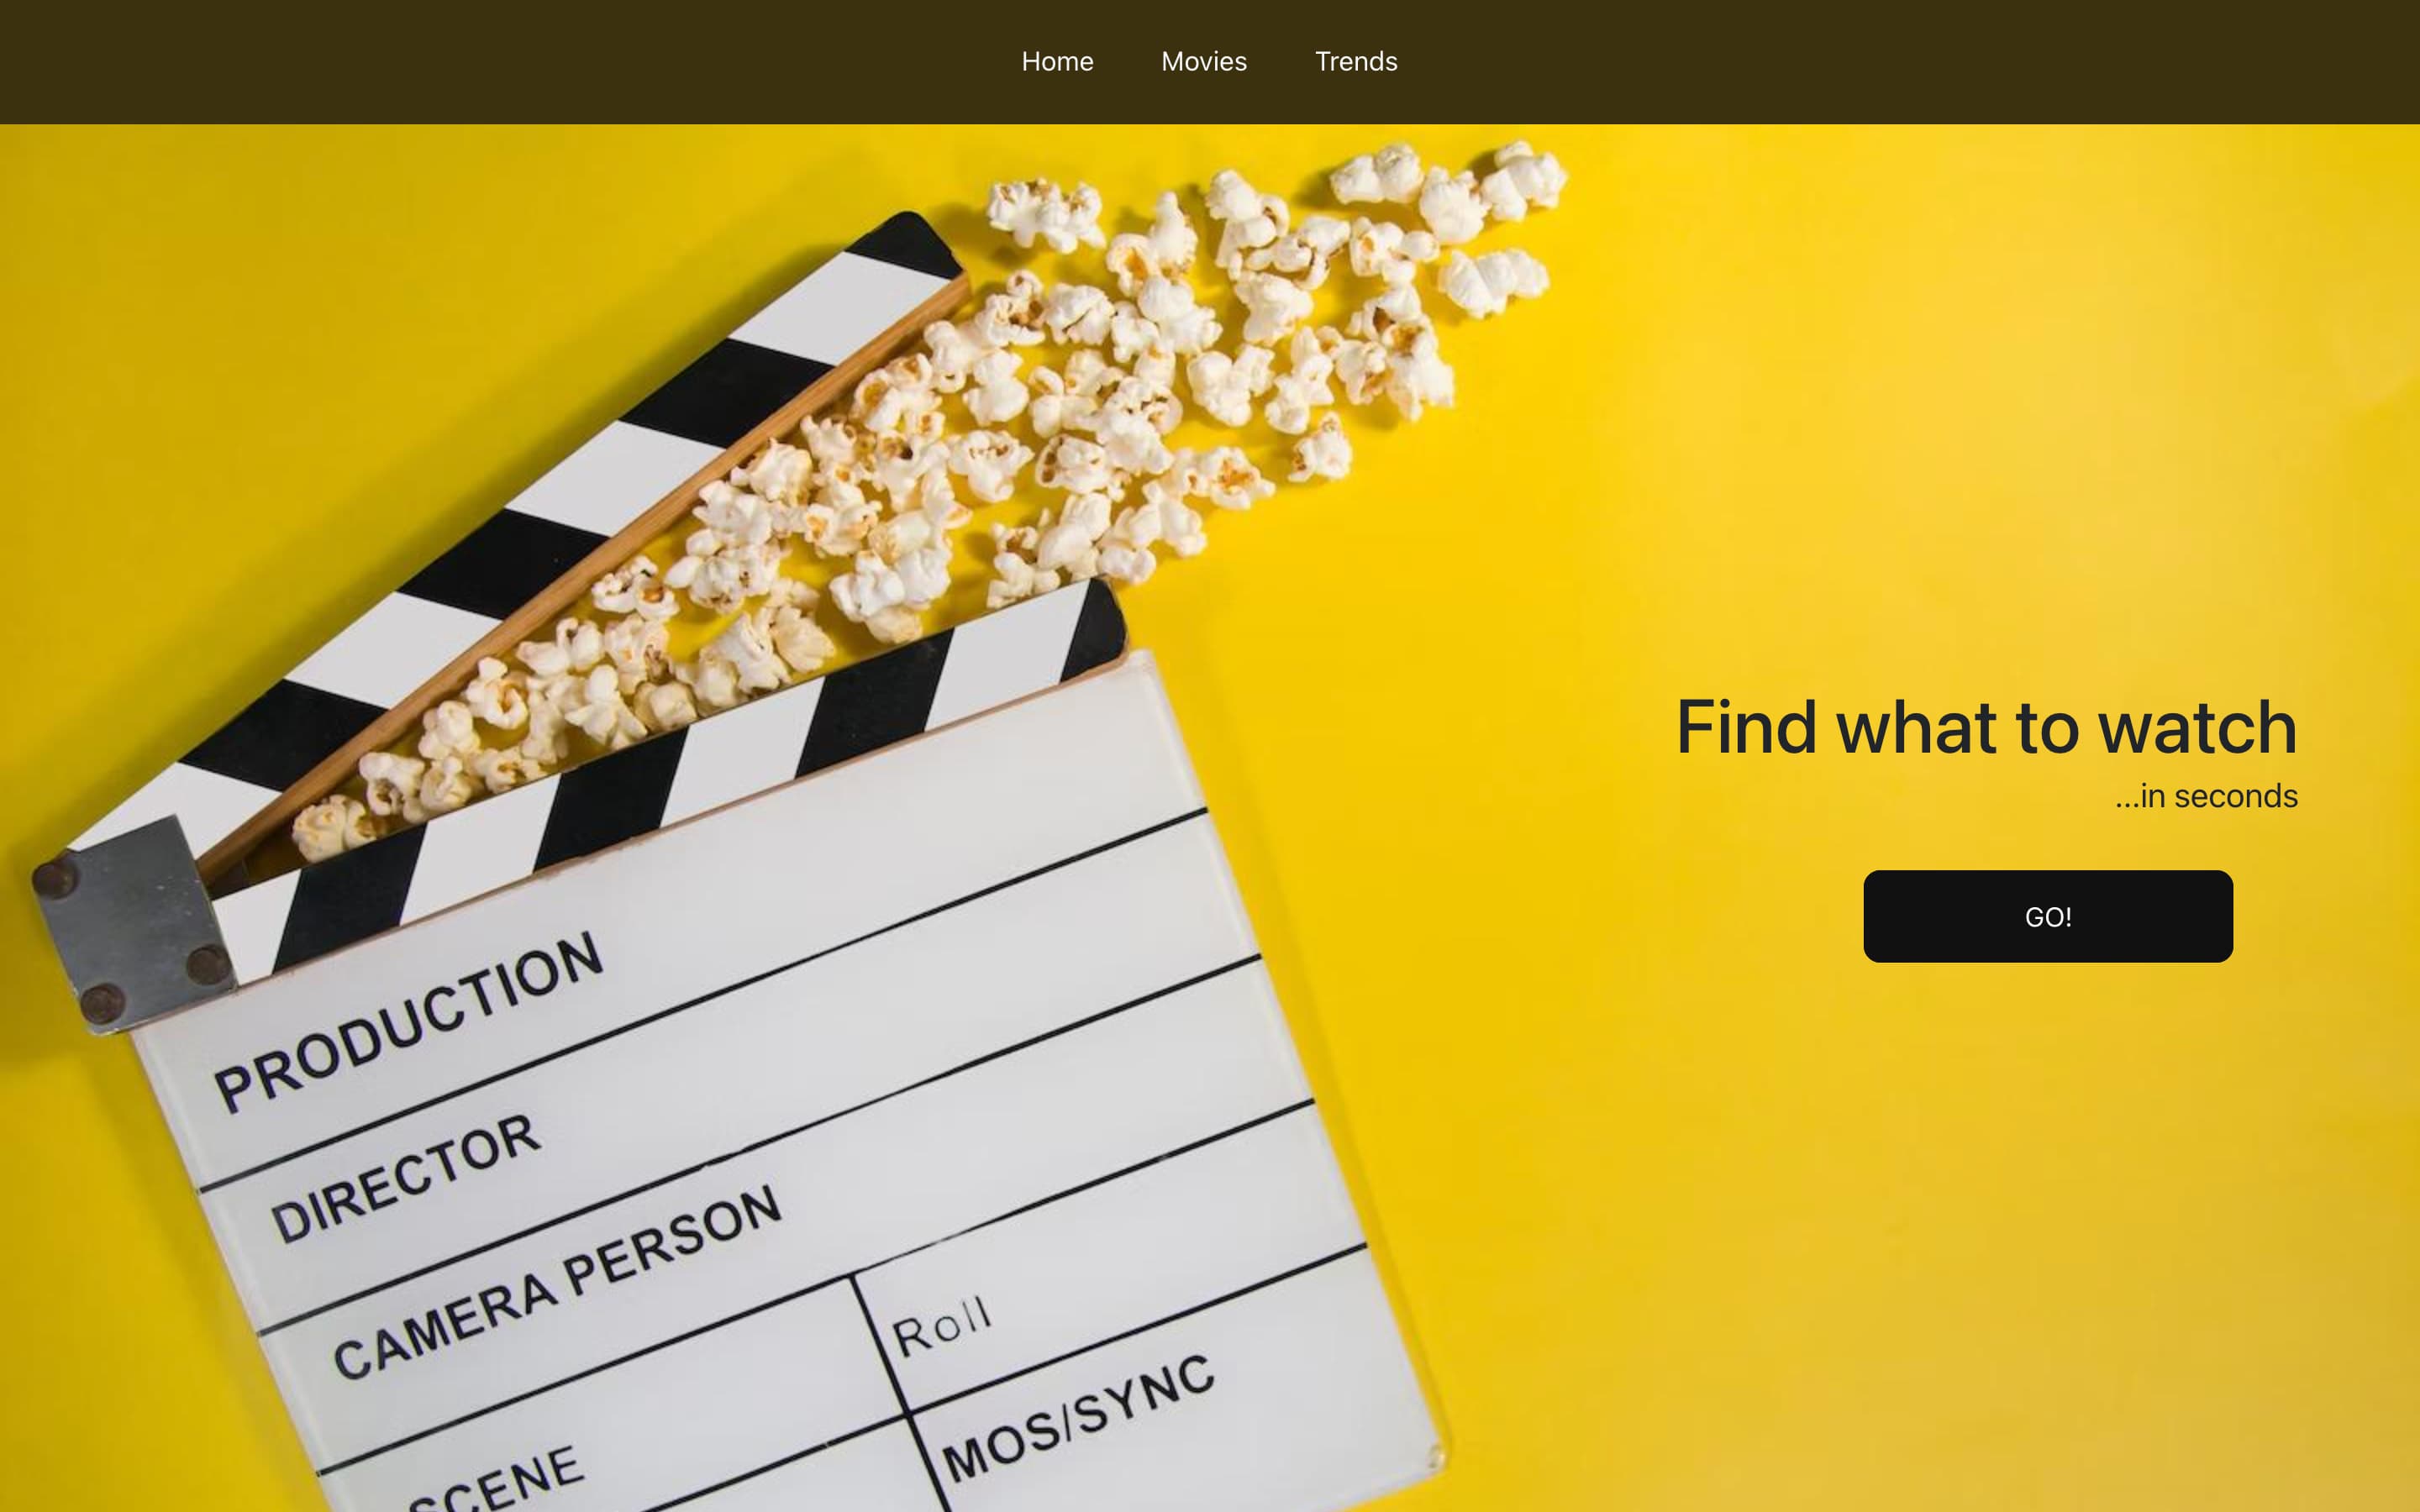 Home Movies Trends
Find what to watch
...in seconds
GO!
PRODUCTION
DIRECTOR
CAMERA PERSON
Roll
SCENE
MOS/SYNC